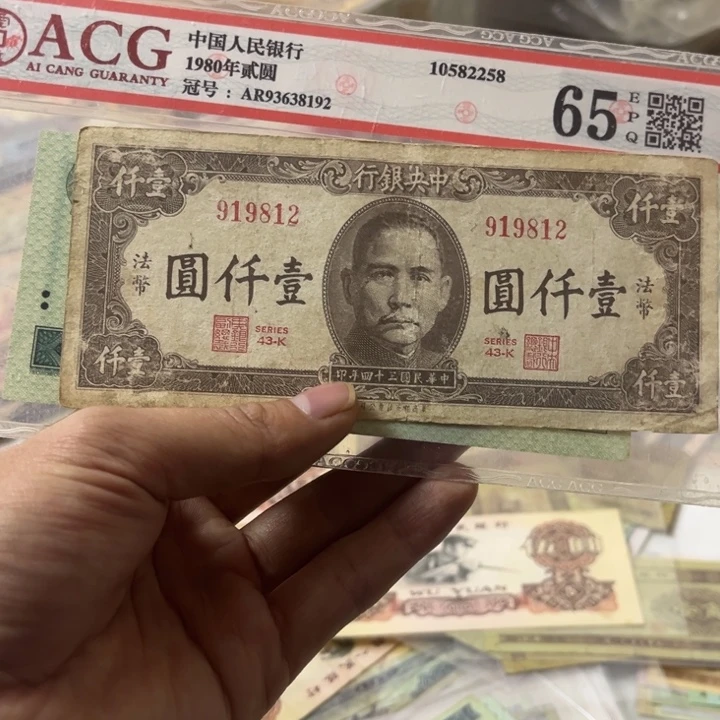 ACG
AI CANG GUARANTY
中国人民银行
1980年贰圆
冠号：AR93638192
10582258
65
EPQ
中央銀行
壹仟
壹仟
919812
919812
法幣
壹仟圓
壹仟圓
法幣
SERIES
43-K
SERIES
43-K
壹仟
壹仟
中華民國三十四年印
WU YUAN